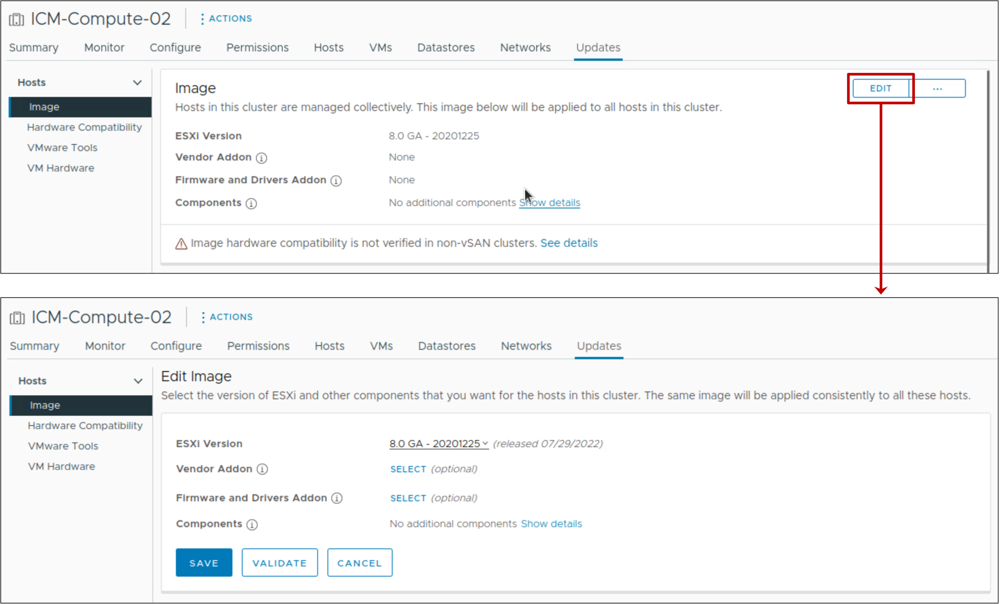 ICM-Compute-02 ACTIONS
Summary Monitor Configure Permissions Hosts VMs Datastores Networks Updates
Hosts
Image
Hardware Compatibility
VMware Tools
VM Hardware
Image
EDIT ...
Hosts in this cluster are managed collectively. This image below will be applied to all hosts in this cluster.
ESXi Version 8.0 GA - 20201225
Vendor Addon None
Firmware and Drivers Addon None
Components No additional components Show details
Image hardware compatibility is not verified in non-vSAN clusters. See details
ICM-Compute-02 ACTIONS
Summary Monitor Configure Permissions Hosts VMs Datastores Networks Updates
Hosts
Image
Hardware Compatibility
VMware Tools
VM Hardware
Edit Image
Select the version of ESXi and other components that you want for the hosts in this cluster. The same image will be applied consistently to all these hosts.
ESXi Version 8.0 GA - 20201225 (released 07/29/2022)
Vendor Addon SELECT (optional)
Firmware and Drivers Addon SELECT (optional)
Components No additional components Show details
SAVE VALIDATE CANCEL